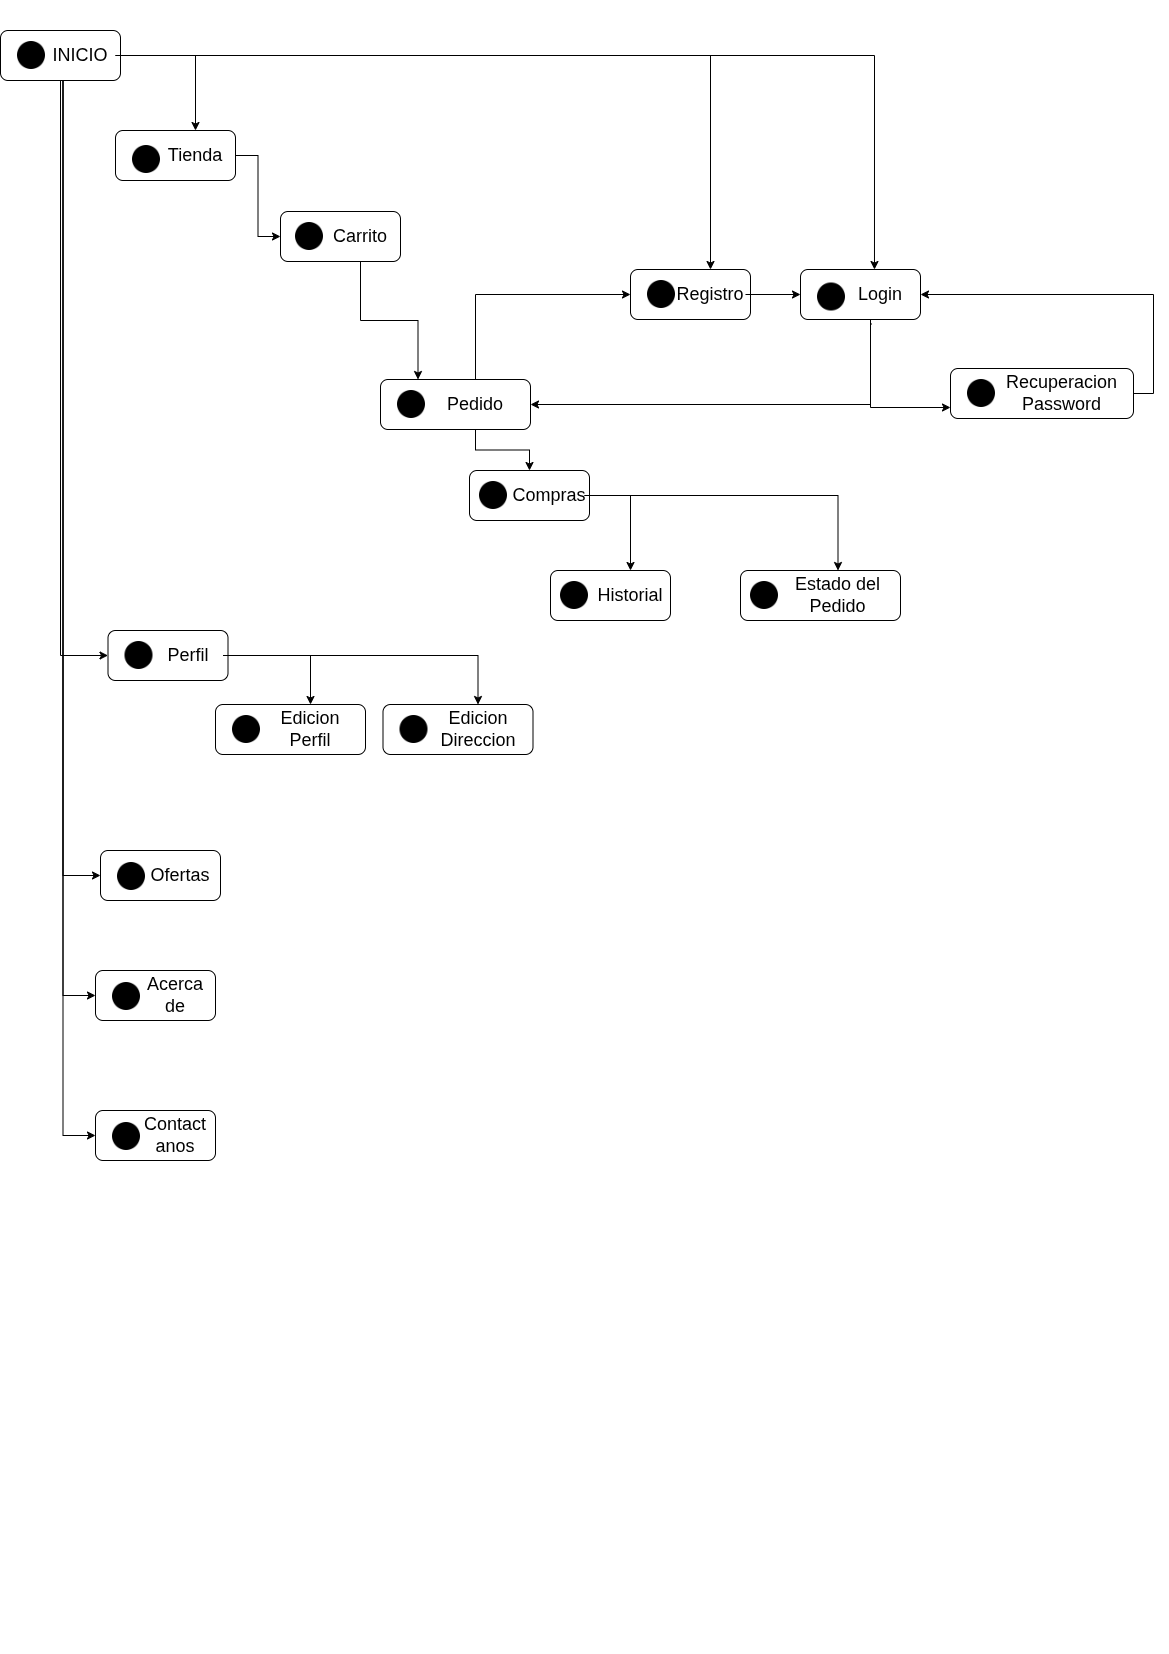 INICIO
Tienda
Carrito
Registro
Login
Recuperacion
Password
Pedido
Compras
Historial
Estado del
Pedido
Perfil
Edicion
Perfil
Edicion
Direccion
Ofertas
Acerca
de
Contact
anos